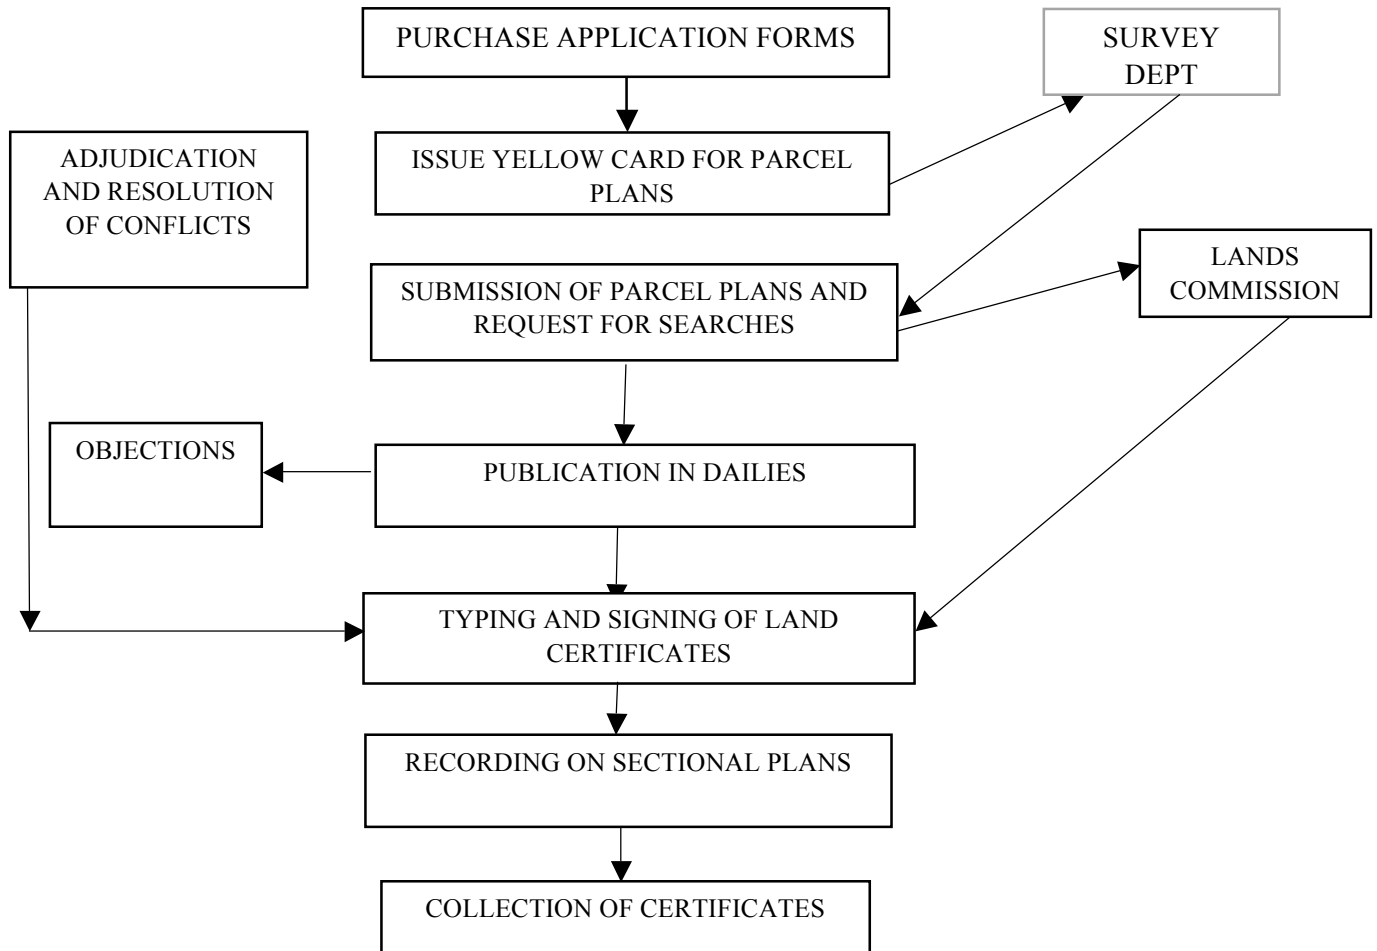 PURCHASE APPLICATION FORMS
SURVEY
DEPT
ISSUE YELLOW CARD FOR PARCEL
PLANS
ADJUDICATION
AND RESOLUTION
OF CONFLICTS
SUBMISSION OF PARCEL PLANS AND
REQUEST FOR SEARCHES
LANDS
COMMISSION
OBJECTIONS
PUBLICATION IN DAILIES
TYPING AND SIGNING OF LAND
CERTIFICATES
RECORDING ON SECTIONAL PLANS
COLLECTION OF CERTIFICATES